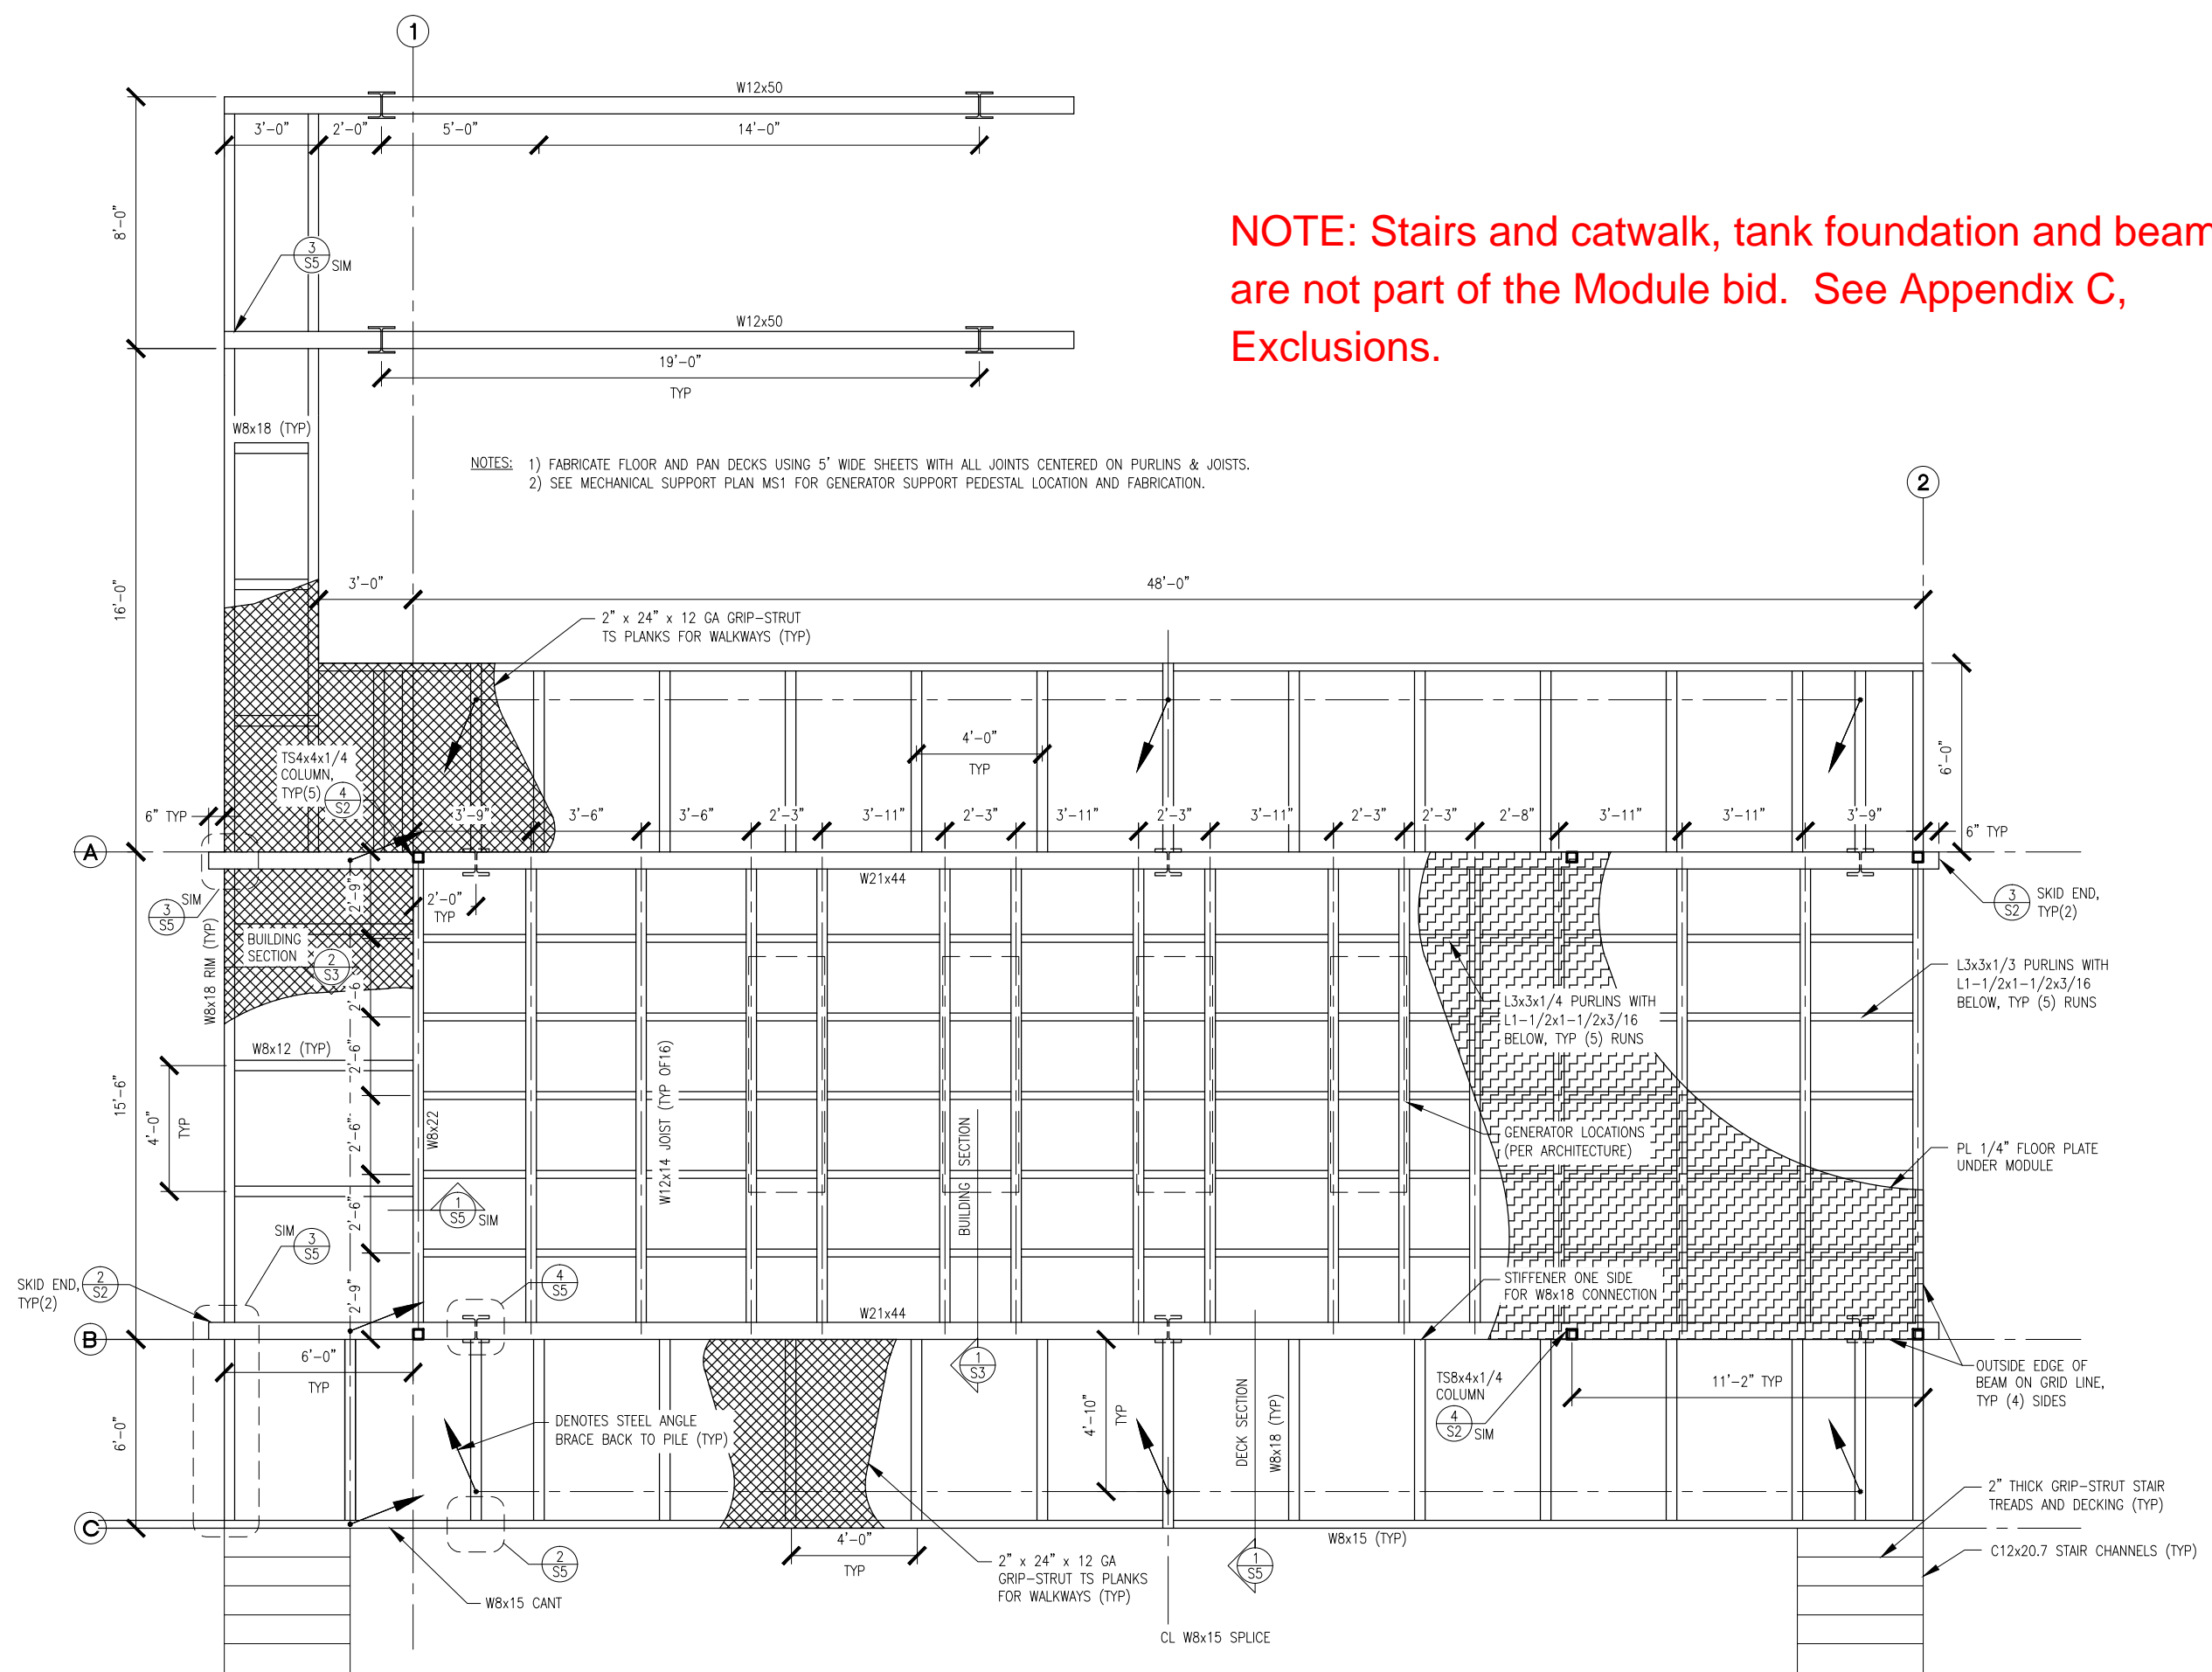 1
W12x50
3'-0"
2'-0"
5'-0"
14'-0"
8'-0"
3
S5
SIM
NOTE: Stairs and catwalk, tank foundation and beam
are not part of the Module bid. See Appendix C,
Exclusions.
W12x50
19'-0"
TYP
W8x18 (TYP)
NOTES:
1) FABRICATE FLOOR AND PAN DECKS USING 5' WIDE SHEETS WITH ALL JOINTS CENTERED ON PURLINS & JOISTS.
2) SEE MECHANICAL SUPPORT PLAN MS1 FOR GENERATOR SUPPORT PEDESTAL LOCATION AND FABRICATION.
2
16'-0"
3'-0"
48'-0"
2" x 24" x 12 GA GRIP-STRUT
TS PLANKS FOR WALKWAYS (TYP)
4'-0"
TYP
6'-0"
TS4x4x1/4
COLUMN,
TYP(5)
4
S2
6" TYP
3'-9"
3'-6"
3'-6"
2'-3"
3'-11"
2'-3"
3'-11"
2'-3"
3'-11"
2'-3"
2'-3"
2'-8"
3'-11"
3'-11"
3'-9"
6" TYP
A
W21x44
2'-9"
2'-0"
TYP
SIM
3
S5
3
S2
SKID END,
TYP(2)
W8x18 RIM (TYP)
BUILDING
SECTION
2
S3
2'-6
L3x3x1/3 PURLINS WITH
L1-1/2x1-1/2x3/16
BELOW, TYP (5) RUNS
L3x3x1/4 PURLINS WITH
L1-1/2x1-1/2x3/16
BELOW, TYP (5) RUNS
W8x12 (TYP)
2'-6"
15'-6"
4'-0"
TYP
W8x22
W12x14 JOIST (TYP OF16)
2'-6"
BUILDING SECTION
GENERATOR LOCATIONS
(PER ARCHITECTURE)
PL 1/4" FLOOR PLATE
UNDER MODULE
1
S5
SIM
2'-6"
SIM
3
S5
SKID END,
TYP(2)
2
S2
4
S5
2'-9"
STIFFENER ONE SIDE
FOR W8x18 CONNECTION
W21x44
B
6'-0"
TYP
1
S3
OUTSIDE EDGE OF
BEAM ON GRID LINE,
TYP (4) SIDES
TS8x4x1/4
COLUMN
4
S2
SIM
11'-2" TYP
6'-0"
DENOTES STEEL ANGLE
BRACE BACK TO PILE (TYP)
4'-10"
TYP
DECK SECTION
W8x18 (TYP)
2" THICK GRIP-STRUT STAIR
TREADS AND DECKING (TYP)
C
4'-0"
TYP
W8x15 (TYP)
C12x20.7 STAIR CHANNELS (TYP)
2
S5
2" x 24" x 12 GA
GRIP-STRUT TS PLANKS
FOR WALKWAYS (TYP)
1
S5
W8x15 CANT
CL W8x15 SPLICE